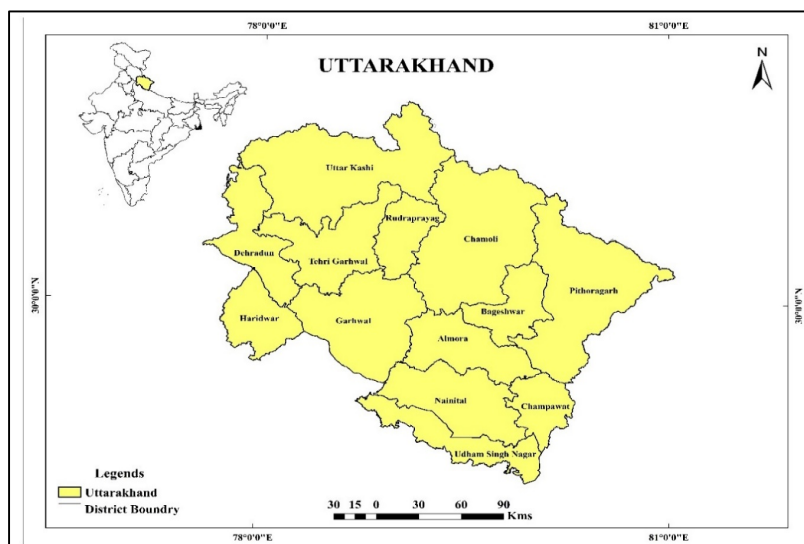 78°0'0"E
81°0'0"E
UTTARAKHAND
N
Uttar Kashi
Rudraprayag
Chamoli
Dehradun
Tehri Garhwal
Pithoragarh
30°0'0"N
30°0'0"N
Haridwar
Garhwal
Bageshwar
Almora
Nainital
Champawat
Udham Singh Nagar
Legends
Uttarakhand
District Boundry
30 15 0 30 60 90
Kms
78°0'0"E
81°0'0"E